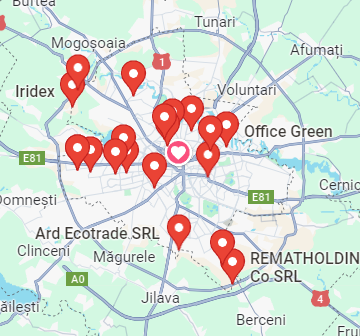 Buftea
Tunari
Mogoșoaia
1
Afumați
Iridex
Voluntari
Office Green
E81
Cernic
Domnești
E81
Ard Ecotrade SRL
Clinceni
Măgurele
REMATHOLDIN
Co SRL
A0
Jilava
4
ăilești
Berceni